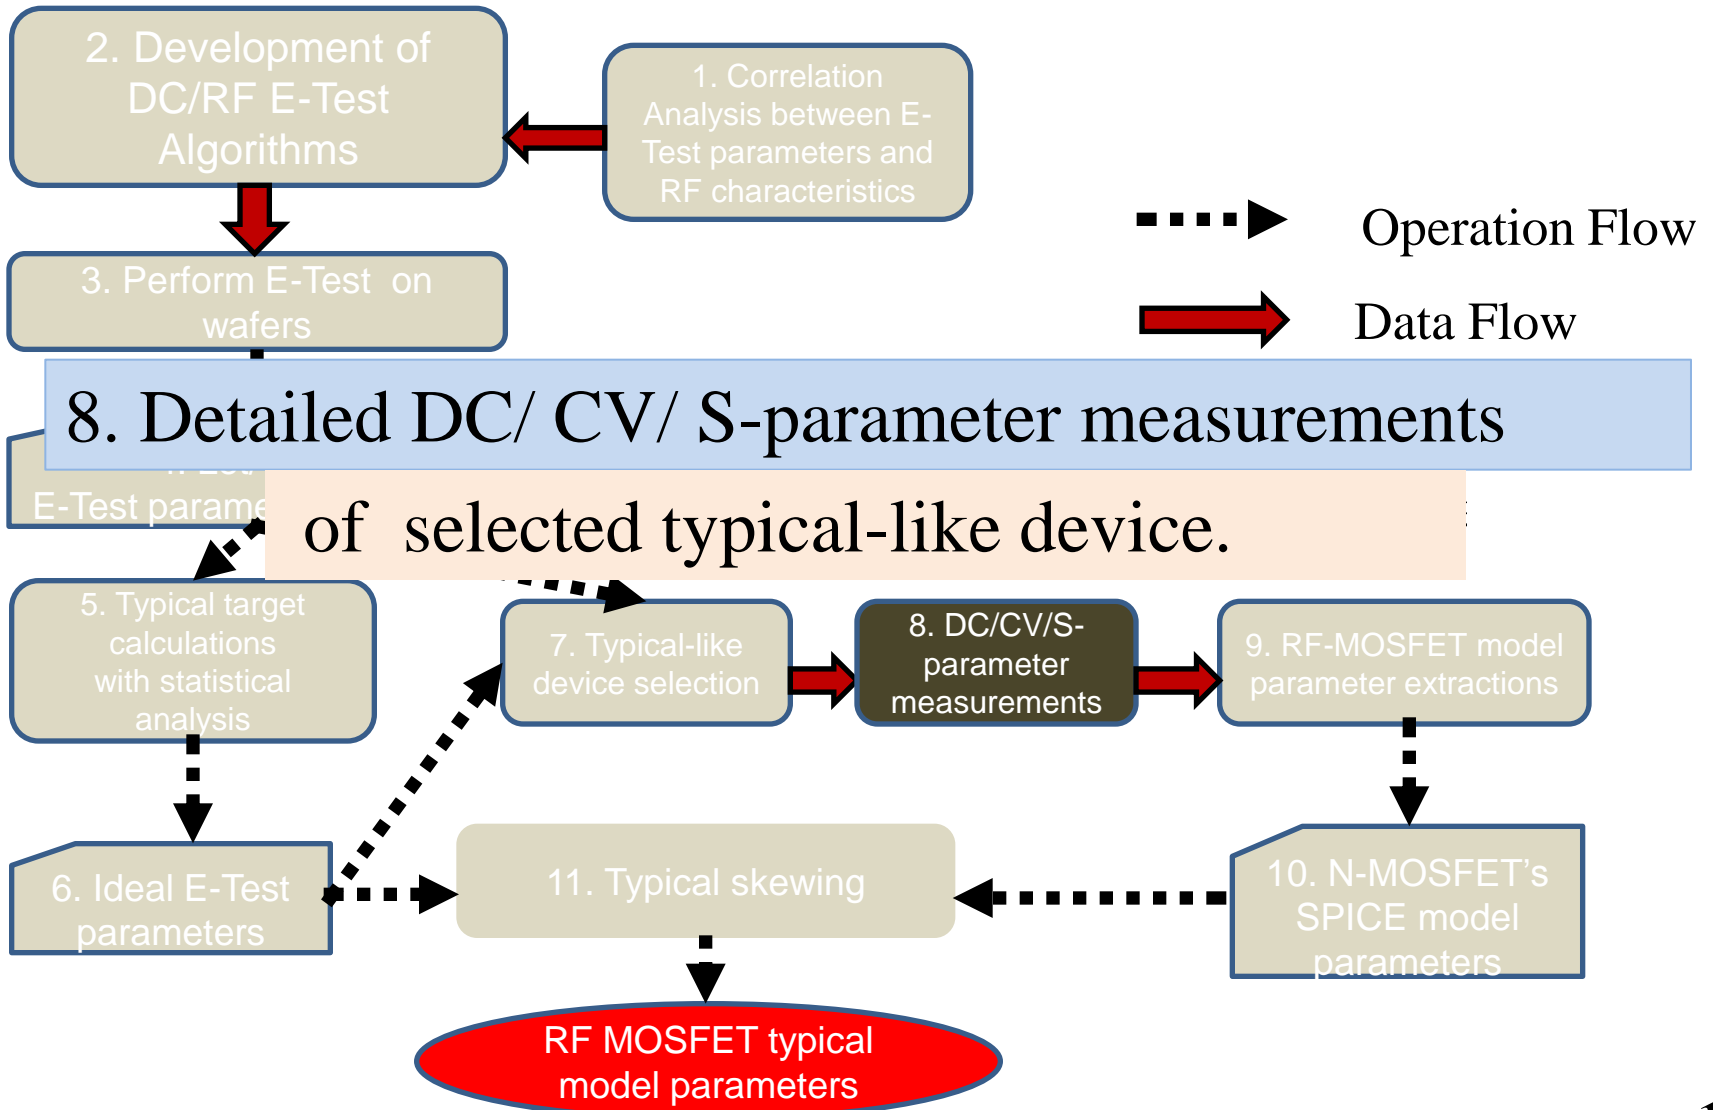 2. Development of
DC/RF E-Test
Algorithms
1. Correlation
Analysis between E-
Test parameters and
RF characteristics
Operation Flow
Data Flow
3. Perform E-Test on
wafers
8. Detailed DC/ CV/ S-parameter measurements
of selected typical-like device.
E-Test
5. Typical target
calculations
with statistical
analysis
7. Typical-like
device selection
8. DC/CV/S-
parameter
measurements
9. RF-MOSFET model
parameter extractions
6. Ideal E-Test
parameters
11. Typical skewing
10. N-MOSFET's
SPICE model
parameters
RF MOSFET typical
model parameters